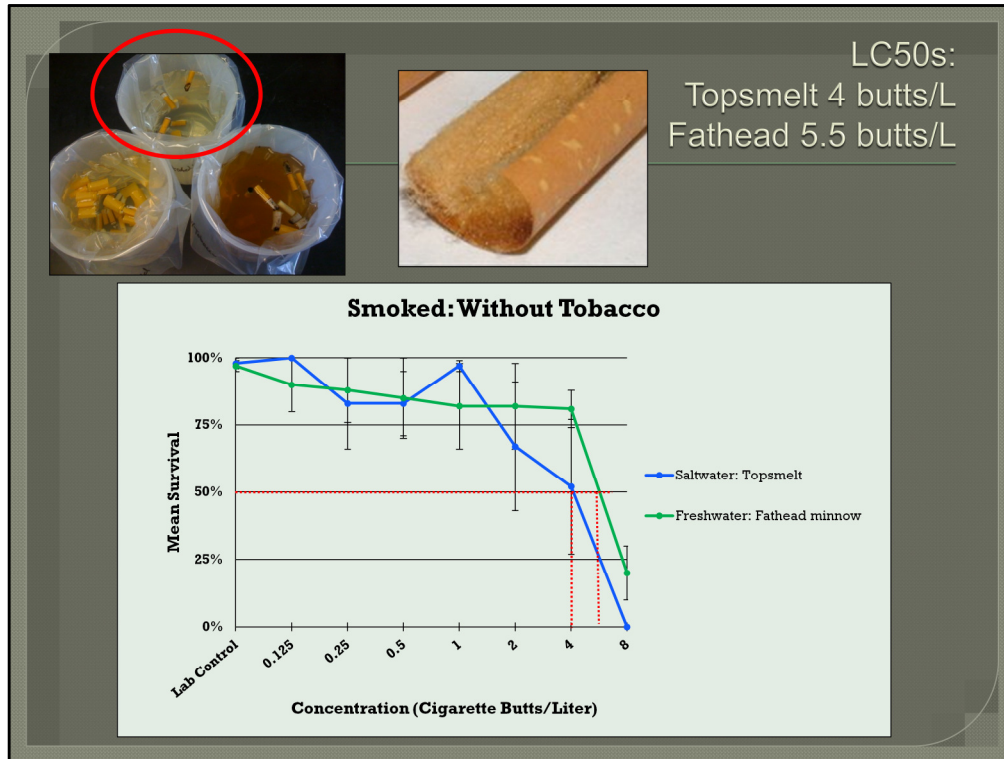 LC50s:
Topsmelt 4 butts/L
Fathead 5.5 butts/L
Smoked: Without Tobacco
100%
75%
50%
25%
0%
Mean Survival
Lab Control
0.125
0.25
0.5
1
2
4
8
Concentration (Cigarette Butts/Liter)
Saltwater: Topsmelt
Freshwater: Fathead minnow